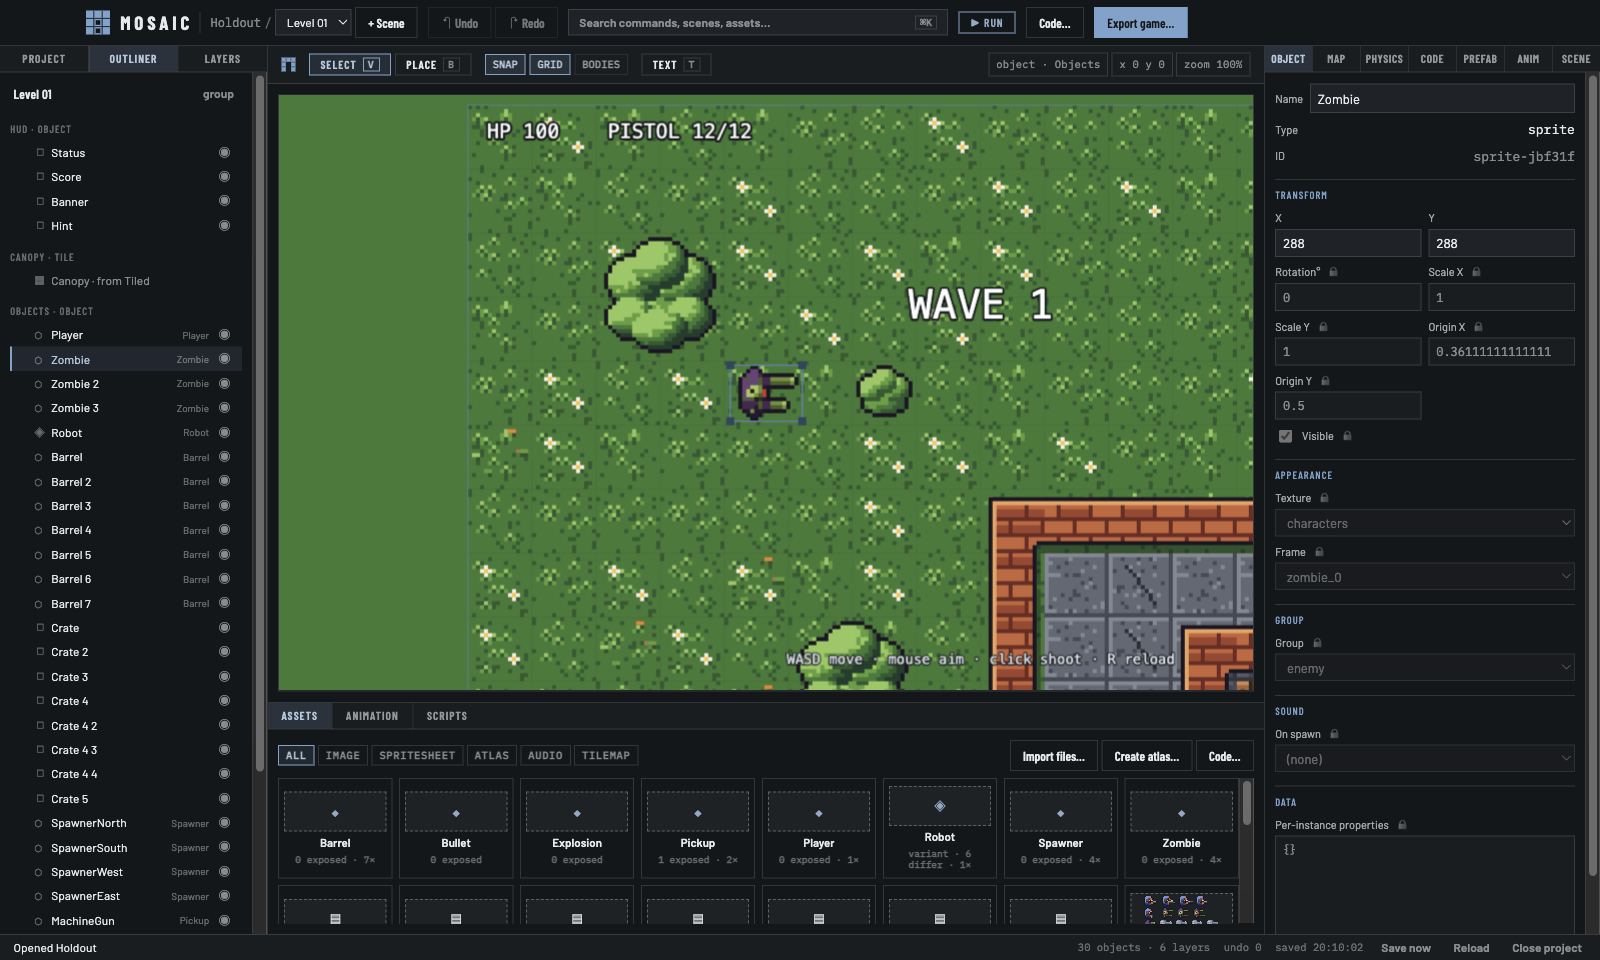 MOSAIC
Holdout /
Level 01
+ Scene
Undo
Redo
Search commands, scenes, assets...
⌘K
▶ RUN
Code...
Export game...
PROJECT
OUTLINER
LAYERS
SELECT V
PLACE B
SNAP
GRID
BODIES
TEXT T
object · Objects
x 0 y 0
zoom 100%
OBJECT
MAP
PHYSICS
CODE
PREFAB
ANIM
SCENE
Level 01 group
HUD · OBJECT
Status
Score
Banner
Hint
CANOPY · TILE
Canopy · from Tiled
OBJECTS · OBJECT
Player Player
Zombie Zombie
Zombie 2 Zombie
Zombie 3 Zombie
Robot Robot
Barrel Barrel
Barrel 2 Barrel
Barrel 3 Barrel
Barrel 4 Barrel
Barrel 5 Barrel
Barrel 6 Barrel
Barrel 7 Barrel
Crate
Crate 2
Crate 3
Crate 4
Crate 4 2
Crate 4 3
Crate 4 4
Crate 5
SpawnerNorth Spawner
SpawnerSouth Spawner
SpawnerWest Spawner
SpawnerEast Spawner
MachineGun Pickup
HP 100 PISTOL 12/12
WAVE 1
WASD move · mouse aim · click shoot · R reload
ASSETS
ANIMATION
SCRIPTS
ALL
IMAGE
SPRITESHEET
ATLAS
AUDIO
TILEMAP
Import files...
Create atlas...
Code...
Barrel
0 exposed · 7×
Bullet
0 exposed
Explosion
0 exposed
Pickup
1 exposed · 2×
Player
0 exposed · 1×
Robot
variant · 6
differ · 1×
Spawner
0 exposed · 4×
Zombie
0 exposed · 4×
Name Zombie
Type sprite
ID sprite-jbf31f
TRANSFORM
X Y
288 288
Rotation° Scale X
0 1
Scale Y Origin X
1 0.36111111111111
Origin Y
0.5
Visible
APPEARANCE
Texture
characters
Frame
zombie_0
GROUP
Group
enemy
SOUND
On spawn
(none)
DATA
Per-instance properties
{}
Opened Holdout
30 objects · 6 layers undo 0 saved 20:10:02 Save now Reload Close project